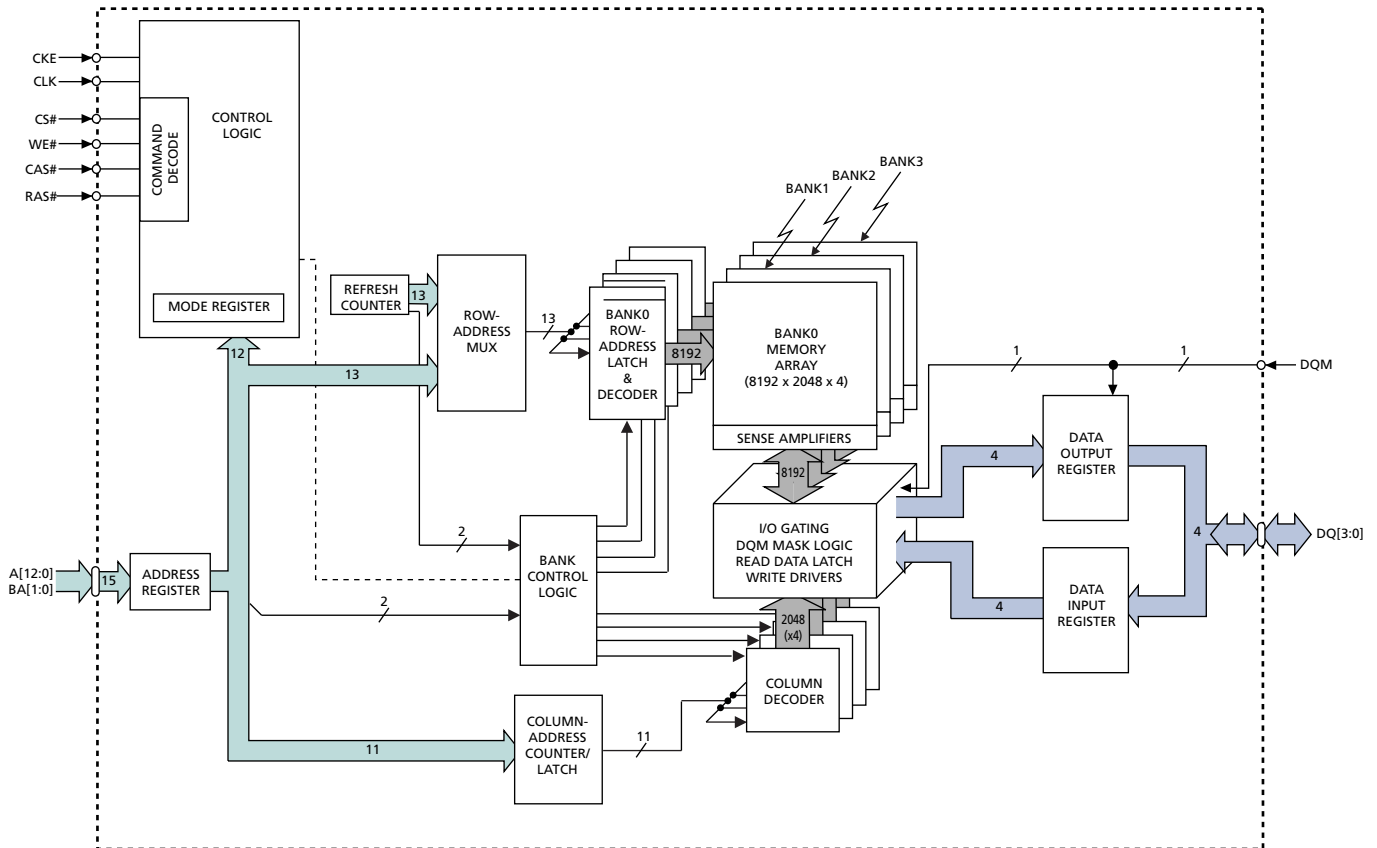 CKE
CLK
CS#
WE#
CAS#
RAS#
COMMAND
DECODE
CONTROL
LOGIC
MODE REGISTER
12
REFRESH
COUNTER
13
ROW-
ADDRESS
MUX
13
13
BANK0
ROW-
ADDRESS
LATCH
&
DECODER
8192
BANK1
BANK2
BANK3
BANK0
MEMORY
ARRAY
(8192 x 2048 x 4)
SENSE AMPLIFIERS
8192
I/O GATING
DQM MASK LOGIC
READ DATA LATCH
WRITE DRIVERS
2048
(x4)
COLUMN
DECODER
1
1
DQM
DATA
OUTPUT
REGISTER
4
4
DQ[3:0]
DATA
INPUT
REGISTER
4
A[12:0]
BA[1:0]
15
ADDRESS
REGISTER
2
2
BANK
CONTROL
LOGIC
11
COLUMN-
ADDRESS
COUNTER/
LATCH
11